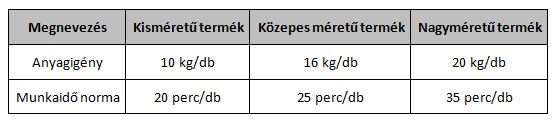 Megnevezés Kisméretű termék Közepes méretű termék Nagyméretű termék
Anyagigény 10 kg/db 16 kg/db 20 kg/db
Munkaidő norma 20 perc/db 25 perc/db 35 perc/db